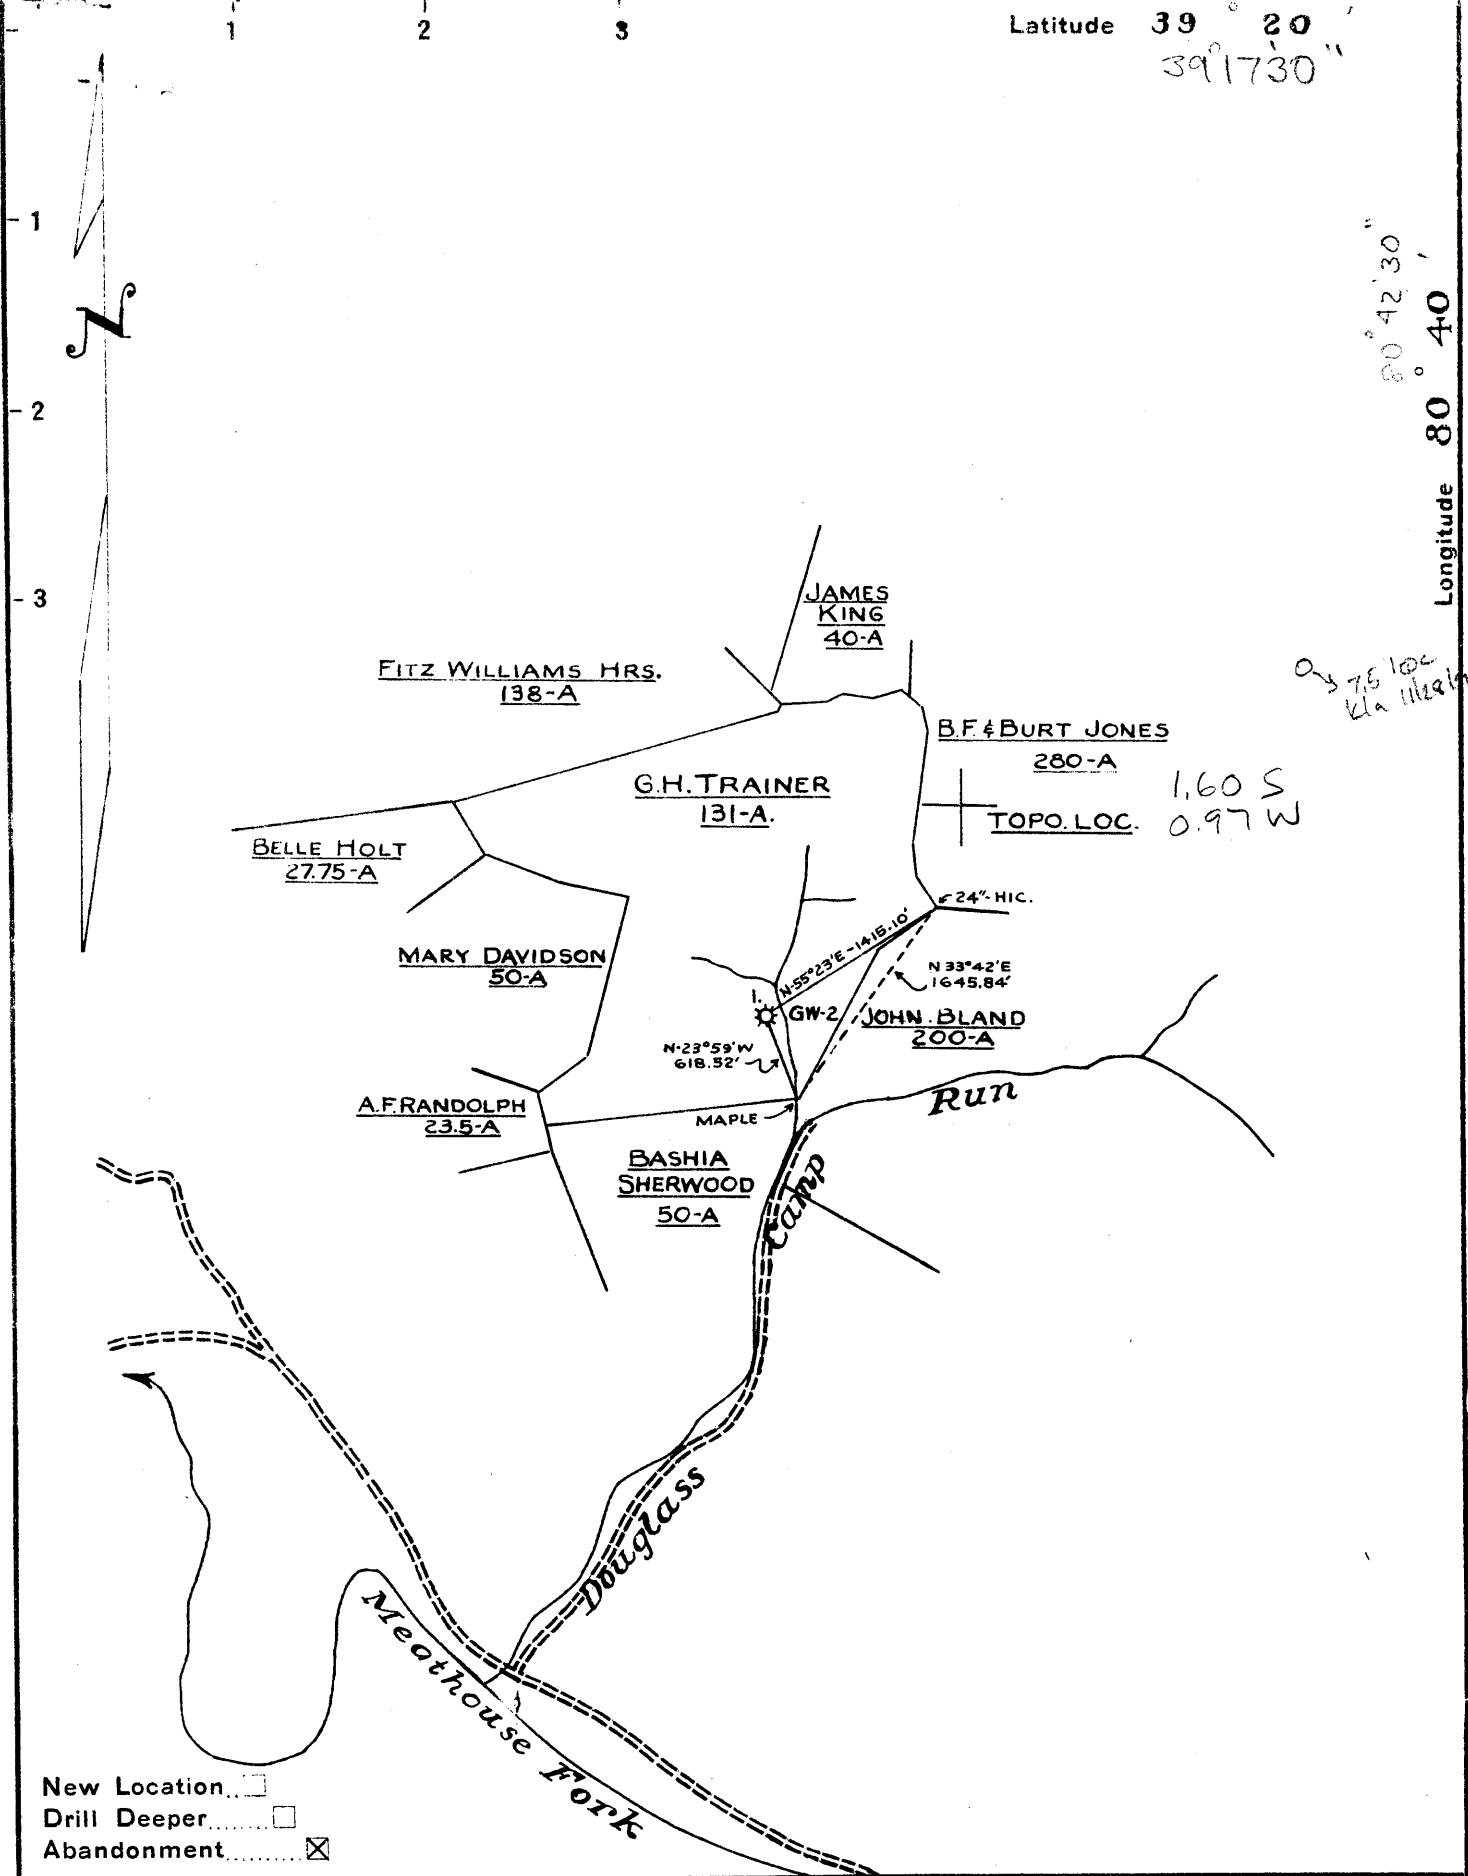 1 2 3
Latitude 39° 20'
39°17'30"
- 1
- 2
- 3
80°42'30"
Longitude 80° 40'
N
JAMES
KING
40-A
FITZ WILLIAMS HRS.
138-A
7.5 loc
B.F. & BURT JONES
280-A
G.H. TRAINER
131-A.
1.60 S
TOPO. LOC. 0.97 W
BELLE HOLT
27.75-A
24"-HIC.
MARY DAVIDSON
50-A
N-55°23'E-1415.10'
N 33°42'E
1645.84'
1.
GW-2
JOHN. BLAND
200-A
N-23°59'W
618.52'
Run
A.F. RANDOLPH
23.5-A
MAPLE
BASHIA
SHERWOOD
50-A
Camp
Douglass
Meathouse Fork
New Location
Drill Deeper
Abandonment ☒